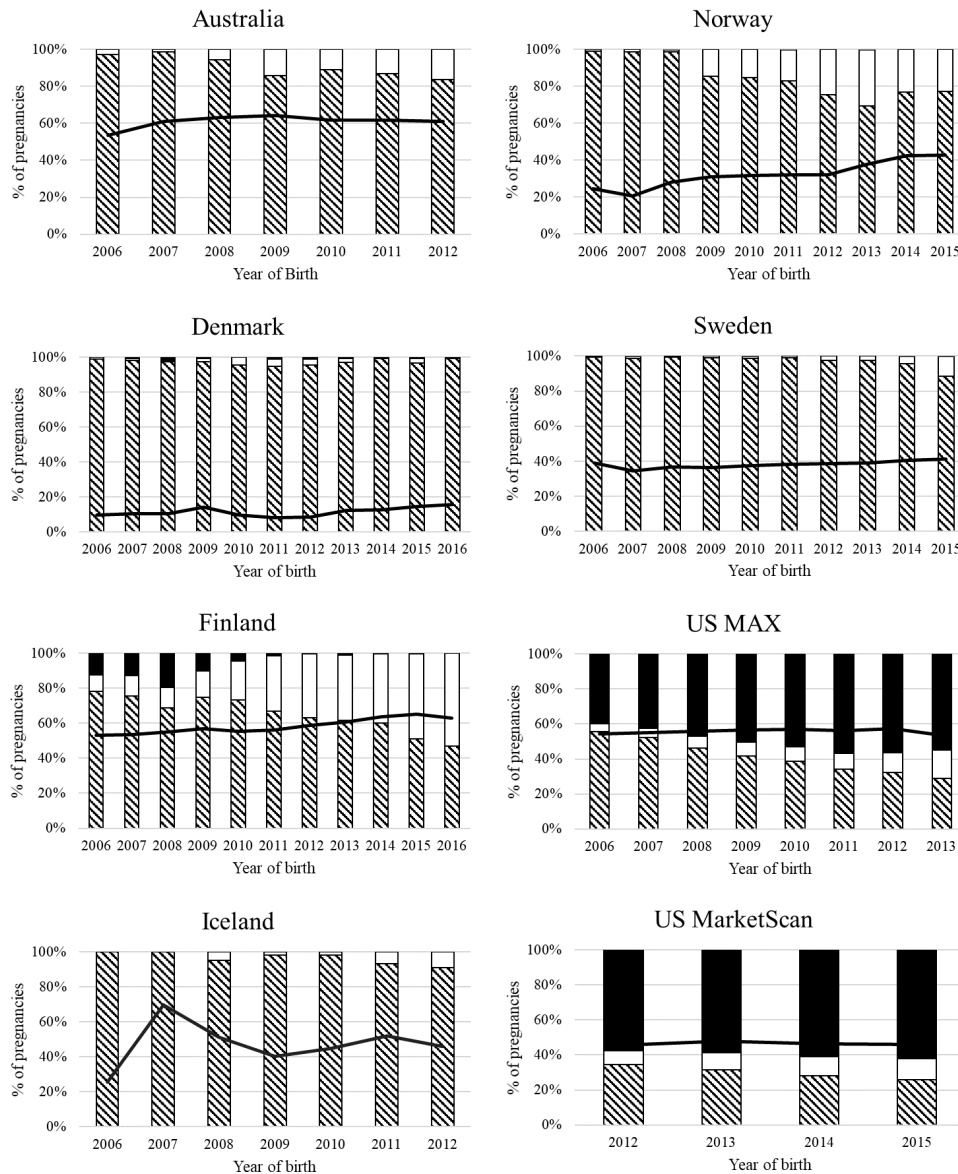 Australia
% of pregnancies
100%
80%
60%
40%
20%
0%
2006 2007 2008 2009 2010 2011 2012
Year of Birth
Norway
% of pregnancies
100%
80%
60%
40%
20%
0%
2006 2007 2008 2009 2010 2011 2012 2013 2014 2015
Year of birth
Denmark
% of pregnancies
100%
80%
60%
40%
20%
0%
2006 2007 2008 2009 2010 2011 2012 2013 2014 2015 2016
Year of birth
Sweden
% of pregnancies
100%
80%
60%
40%
20%
0%
2006 2007 2008 2009 2010 2011 2012 2013 2014 2015
Year of birth
Finland
% of pregnancies
100%
80%
60%
40%
20%
0%
2006 2007 2008 2009 2010 2011 2012 2013 2014 2015 2016
Year of birth
US MAX
% of pregnancies
100%
80%
60%
40%
20%
0%
2006 2007 2008 2009 2010 2011 2012 2013
Year of birth
Iceland
% of pregnancies
100%
80%
60%
40%
20%
0%
2006 2007 2008 2009 2010 2011 2012
Year of birth
US MarketScan
% of pregnancies
100%
80%
60%
40%
20%
0%
2012 2013 2014 2015
Year of birth